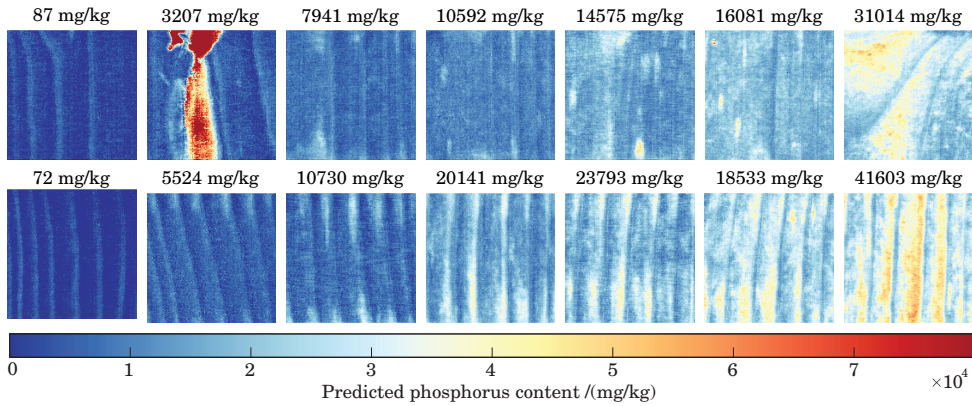 87 mg/kg 3207 mg/kg 7941 mg/kg 10592 mg/kg 14575 mg/kg 16081 mg/kg 31014 mg/kg
72 mg/kg 5524 mg/kg 10730 mg/kg 20141 mg/kg 23793 mg/kg 18533 mg/kg 41603 mg/kg
0 1 2 3 4 5 6 7 ×10⁴
Predicted phosphorus content /(mg/kg)